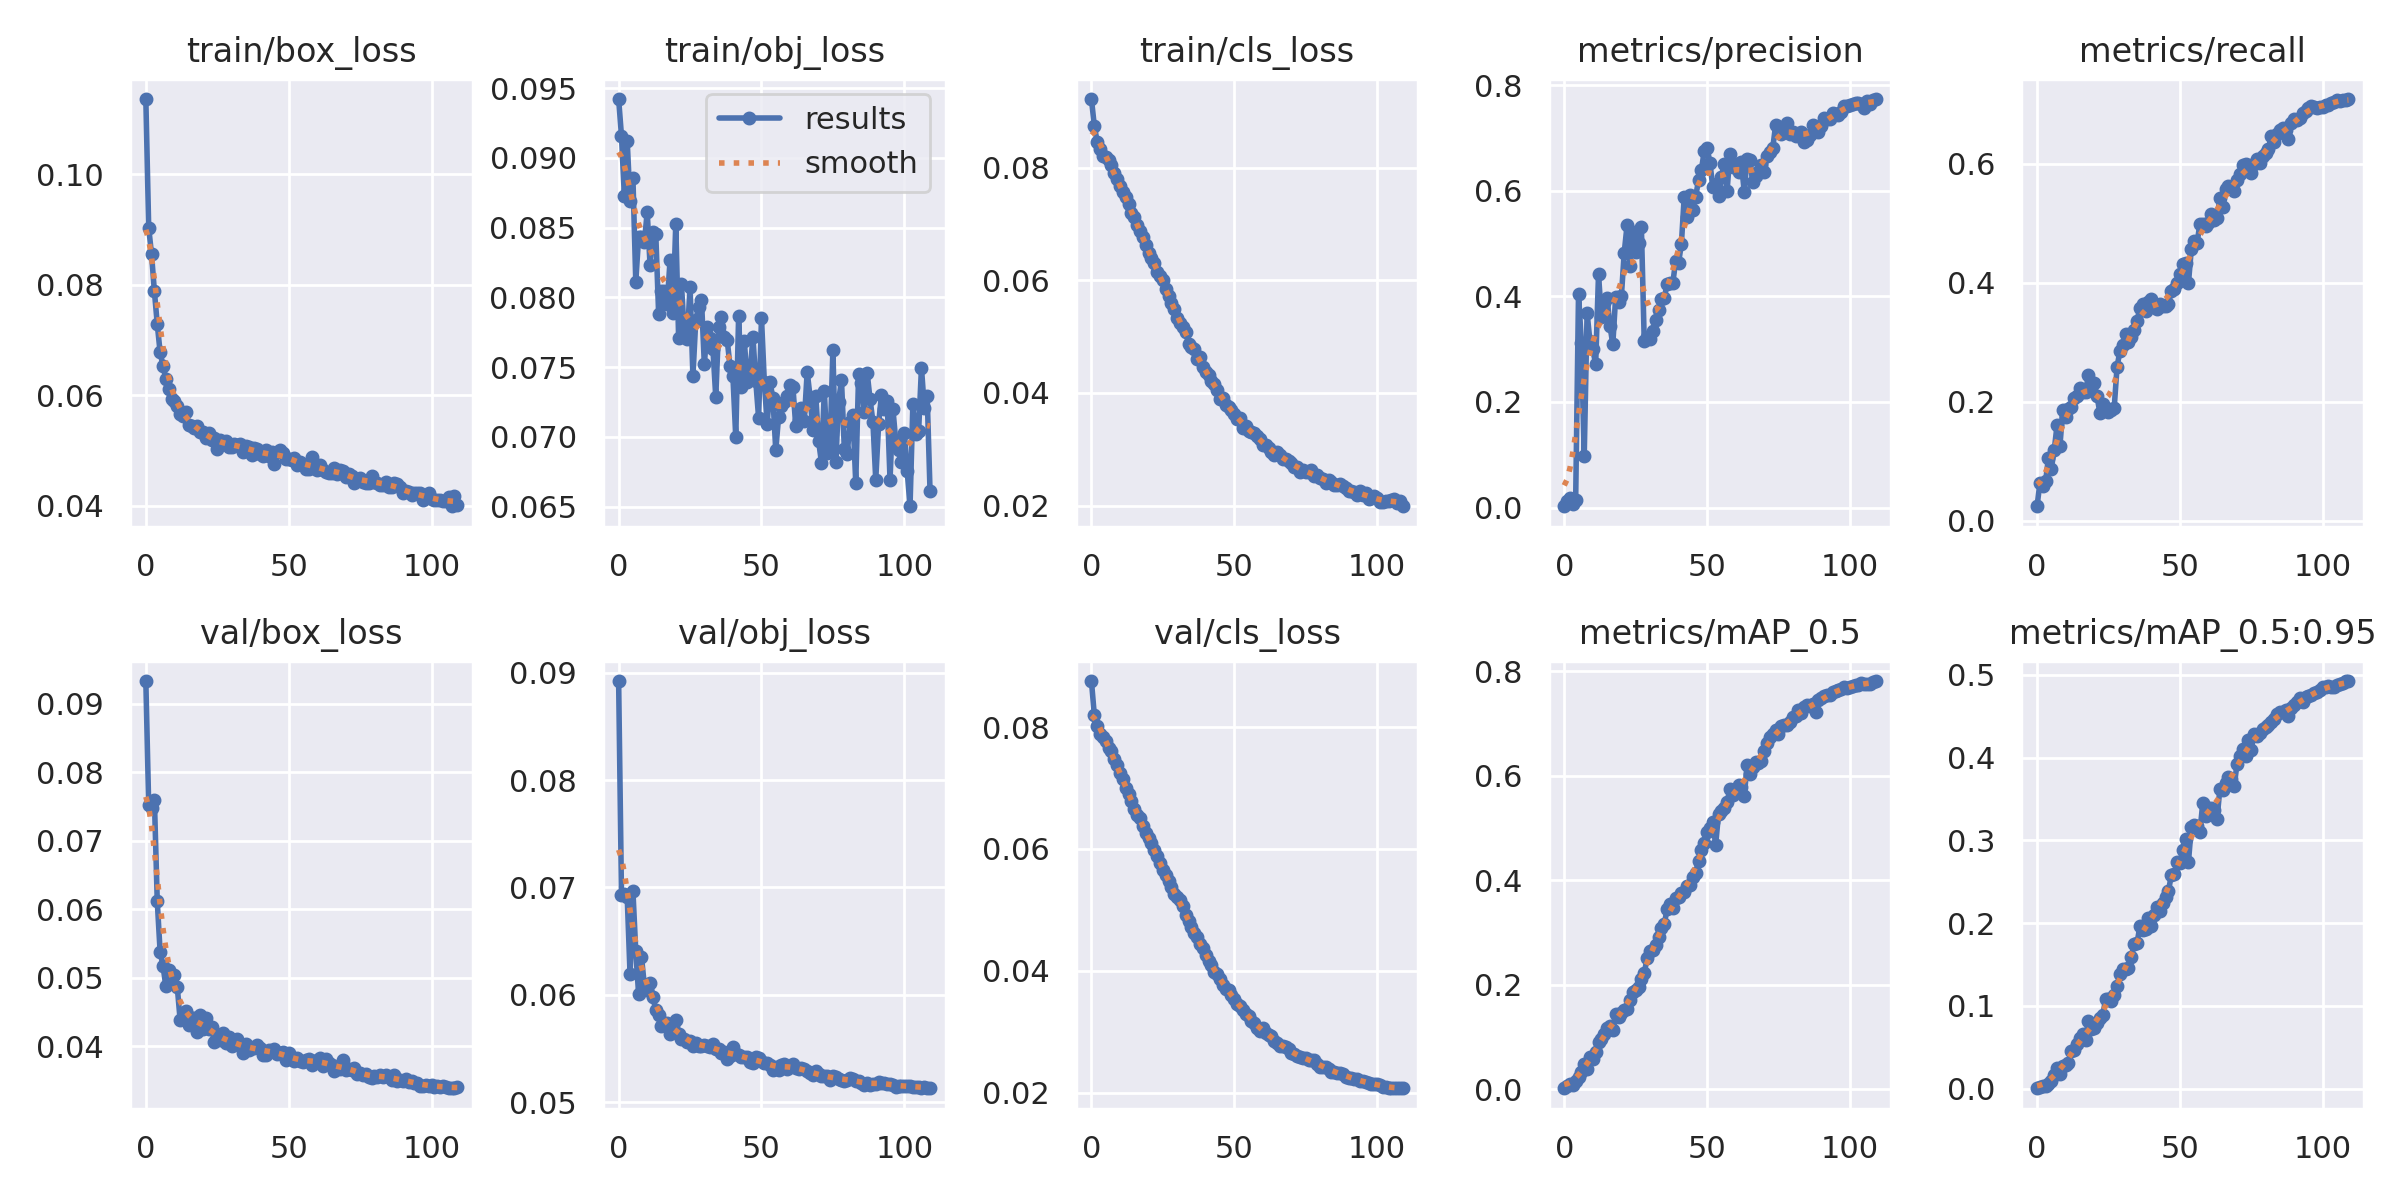 train/box_loss
0.10
0.08
0.06
0.04
0 50 100
train/obj_loss
0.095
0.090
0.085
0.080
0.075
0.070
0.065
0 50 100
results
smooth
train/cls_loss
0.08
0.06
0.04
0.02
0 50 100
metrics/precision
0.8
0.6
0.4
0.2
0.0
0 50 100
metrics/recall
0.6
0.4
0.2
0.0
0 50 100
val/box_loss
0.09
0.08
0.07
0.06
0.05
0.04
0 50 100
val/obj_loss
0.09
0.08
0.07
0.06
0.05
0 50 100
val/cls_loss
0.08
0.06
0.04
0.02
0 50 100
metrics/mAP_0.5
0.8
0.6
0.4
0.2
0.0
0 50 100
metrics/mAP_0.5:0.95
0.5
0.4
0.3
0.2
0.1
0.0
0 50 100